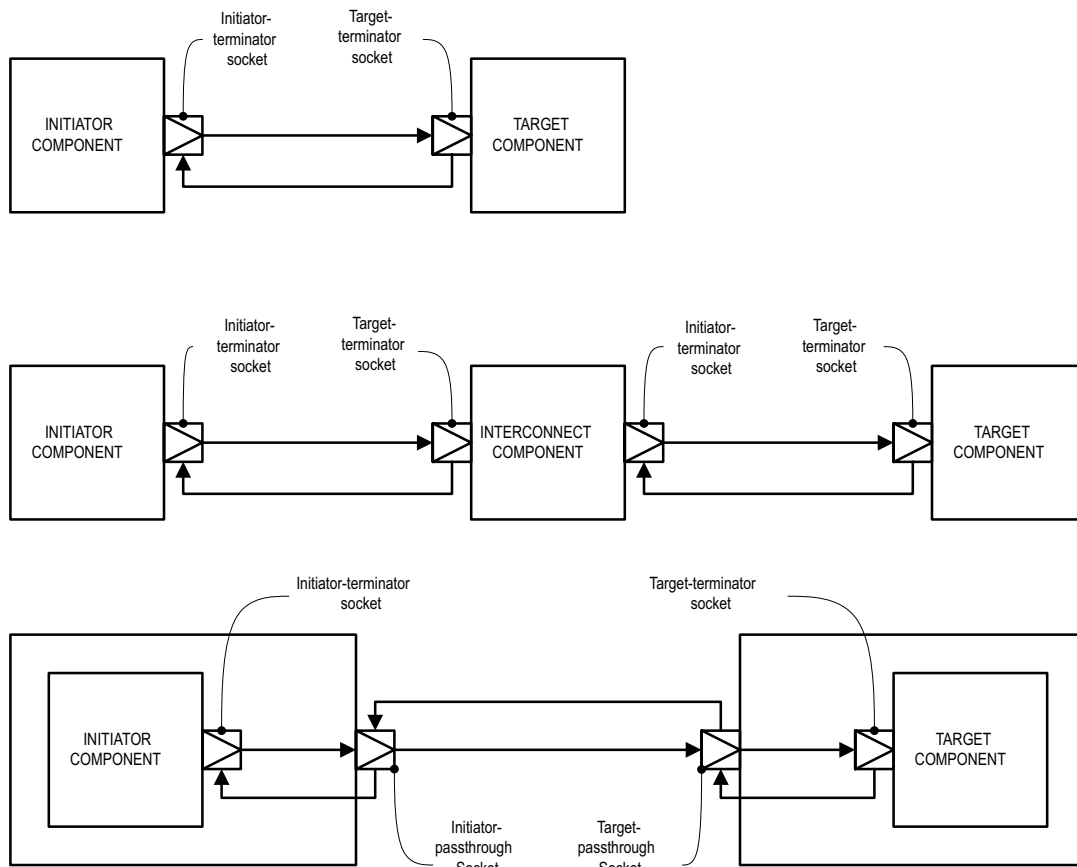 Initiator-
terminator
socket
Target-
terminator
socket
INITIATOR
COMPONENT
TARGET
COMPONENT
Initiator-
terminator
socket
Target-
terminator
socket
Initiator-
terminator
socket
Target-
terminator
socket
INITIATOR
COMPONENT
INTERCONNECT
COMPONENT
TARGET
COMPONENT
Initiator-terminator
socket
Target-terminator
socket
INITIATOR
COMPONENT
TARGET
COMPONENT
Initiator-
passthrough
Socket
Target-
passthrough
Socket